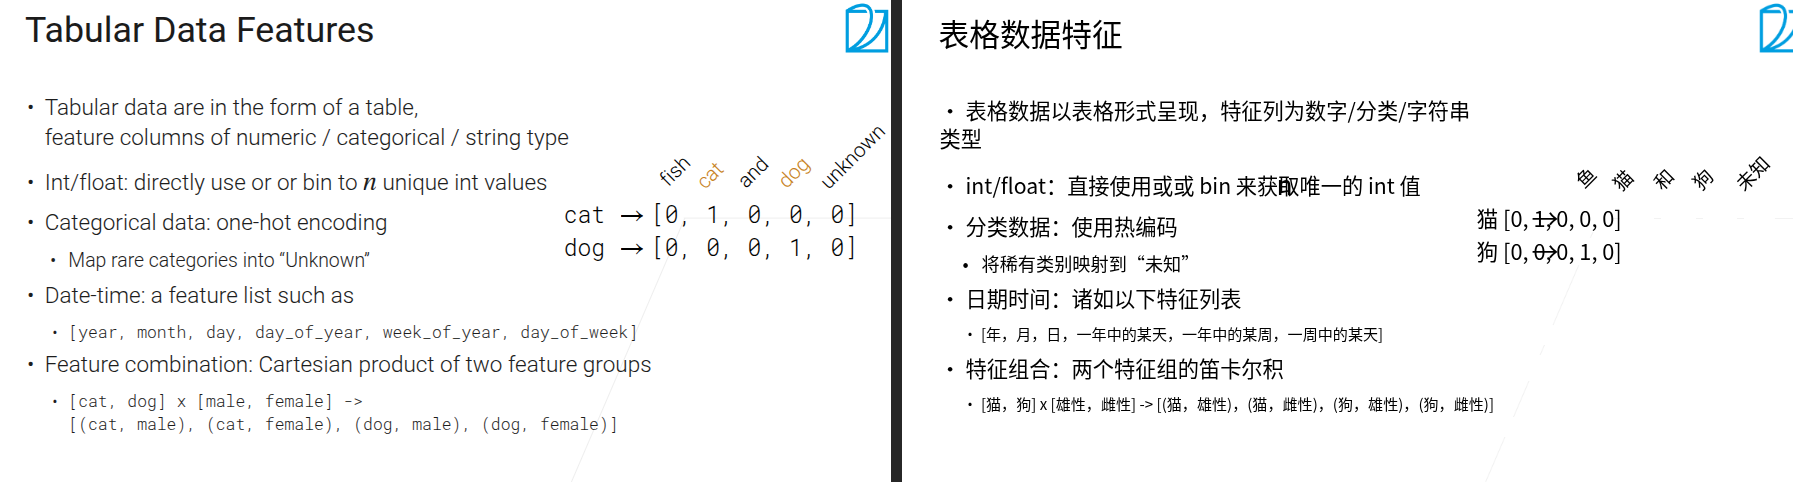 Tabular Data Features
• Tabular data are in the form of a table,
feature columns of numeric / categorical / string type
• Int/float: directly use or or bin to n unique int values
• Categorical data: one-hot encoding
• Map rare categories into “Unknown”
• Date-time: a feature list such as
• [year, month, day, day_of_year, week_of_year, day_of_week]
• Feature combination: Cartesian product of two feature groups
• [cat, dog] x [male, female] ->
[(cat, male), (cat, female), (dog, male), (dog, female)]
fish cat and dog unknown
cat → [0, 1, 0, 0, 0]
dog → [0, 0, 0, 1, 0]
表格数据特征
• 表格数据以表格形式呈现，特征列为数字/分类/字符串
类型
• int/float：直接使用或或 bin 来获取唯一的 int 值
• 分类数据：使用热编码
• 将稀有类别映射到“未知”
• 日期时间：诸如以下特征列表
• [年，月，日，一年中的某天，一年中的某周，一周中的某天]
• 特征组合：两个特征组的笛卡尔积
• [猫，狗] x [雄性，雌性] -> [(猫，雄性)，(猫，雌性)，(狗，雄性)，(狗，雌性)]
鱼 猫 和 狗 未知
猫 [0, 1, 0, 0, 0]
狗 [0, 0, 0, 1, 0]